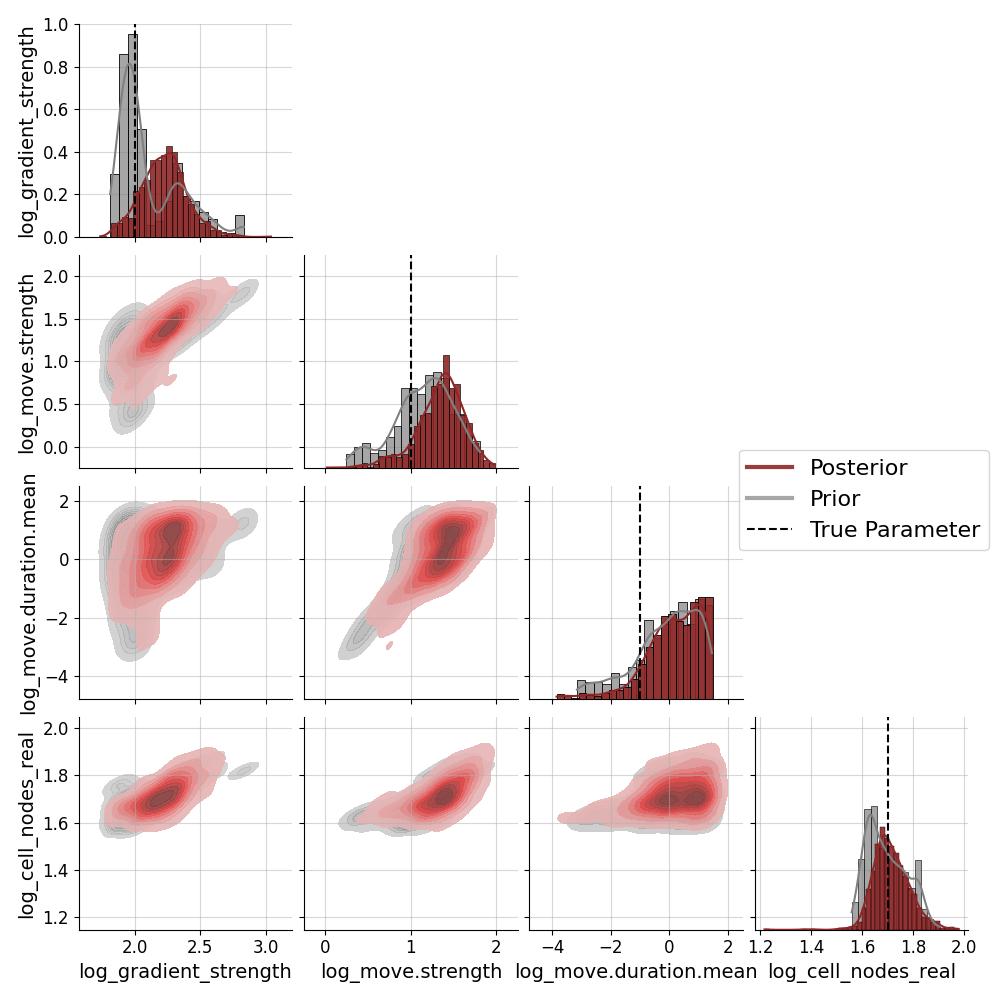 log_gradient_strength
1.0
0.8
0.6
0.4
0.2
0.0
log_move.strength
2.0
1.5
1.0
0.5
0.0
log_move.duration.mean
2
0
−2
−4
Posterior
Prior
True Parameter
log_cell_nodes_real
2.0
1.8
1.6
1.4
1.2
2.0 2.5 3.0
0 1 2
−4 −2 0 2
1.2 1.4 1.6 1.8 2.0
log_gradient_strength log_move.strength log_move.duration.mean log_cell_nodes_real